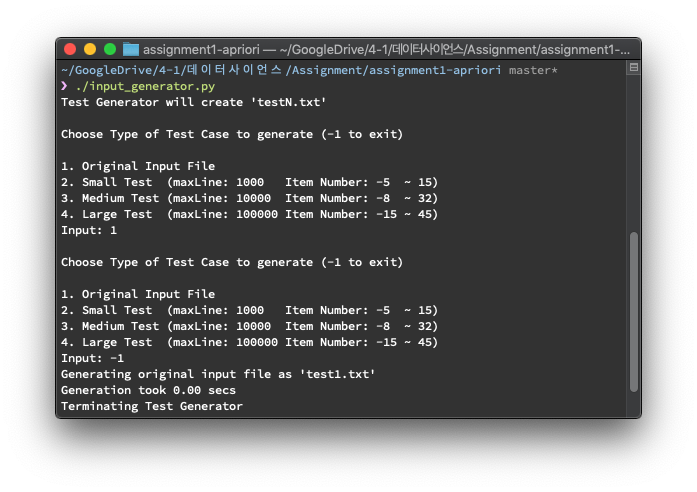 assignment1-apriori — ~/GoogleDrive/4-1/데이터사이언스/Assignment/assignment1-...
~/GoogleDrive/4-1/데이터사이언스/Assignment/assignment1-apriori master*
❯ ./input_generator.py
Test Generator will create 'testN.txt'
Choose Type of Test Case to generate (-1 to exit)
1. Original Input File
2. Small Test  (maxLine: 1000   Item Number: -5  ~ 15)
3. Medium Test (maxLine: 10000  Item Number: -8  ~ 32)
4. Large Test  (maxLine: 100000 Item Number: -15 ~ 45)
Input: 1
Choose Type of Test Case to generate (-1 to exit)
1. Original Input File
2. Small Test  (maxLine: 1000   Item Number: -5  ~ 15)
3. Medium Test (maxLine: 10000  Item Number: -8  ~ 32)
4. Large Test  (maxLine: 100000 Item Number: -15 ~ 45)
Input: -1
Generating original input file as 'test1.txt'
Generation took 0.00 secs
Terminating Test Generator